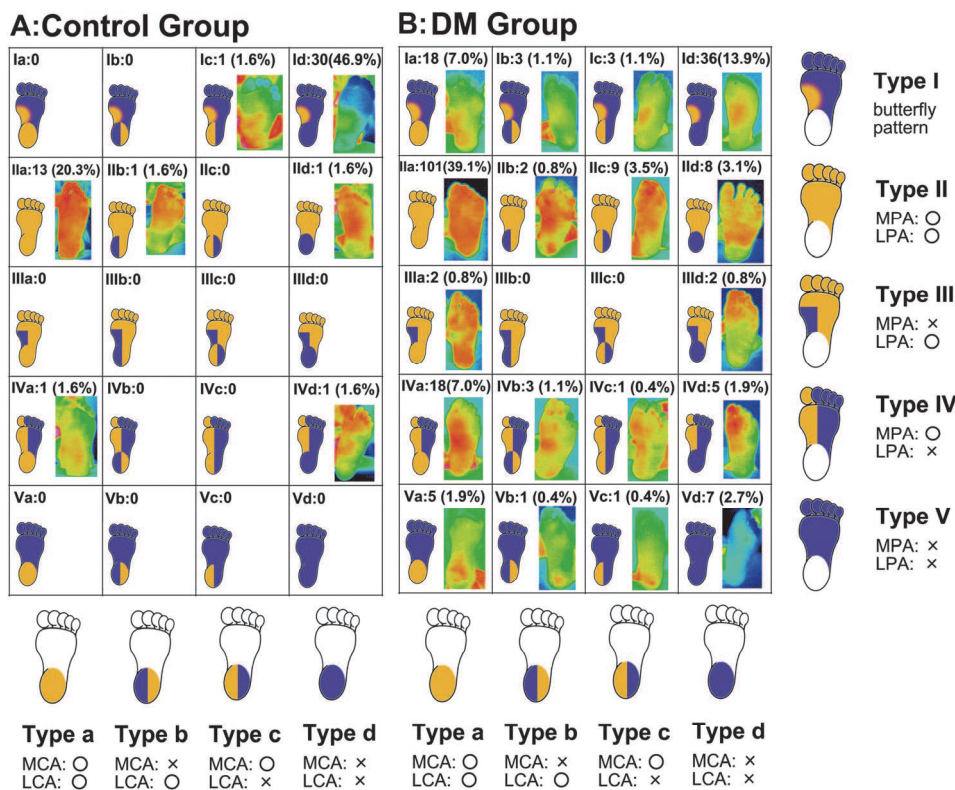 A:Control Group
B: DM Group
Ia:0
Ib:0
Ic:1 (1.6%)
Id:30(46.9%)
Ia:18 (7.0%)
Ib:3 (1.1%)
Ic:3 (1.1%)
Id:36(13.9%)
Type I
butterfly
pattern
IIa:13 (20.3%)
IIb:1 (1.6%)
IIc:0
IId:1 (1.6%)
IIa:101(39.1%)
IIb:2 (0.8%)
IIc:9 (3.5%)
IId:8 (3.1%)
Type II
MPA: O
LPA: O
IIIa:0
IIIb:0
IIIc:0
IIId:0
IIIa:2 (0.8%)
IIIb:0
IIIc:0
IIId:2 (0.8%)
Type III
MPA: ×
LPA: O
IVa:1 (1.6%)
IVb:0
IVc:0
IVd:1 (1.6%)
IVa:18(7.0%)
IVb:3 (1.1%)
IVc:1 (0.4%)
IVd:5 (1.9%)
Type IV
MPA: O
LPA: ×
Va:0
Vb:0
Vc:0
Vd:0
Va:5 (1.9%)
Vb:1 (0.4%)
Vc:1 (0.4%)
Vd:7 (2.7%)
Type V
MPA: ×
LPA: ×
Type a
MCA: O
LCA: O
Type b
MCA: ×
LCA: O
Type c
MCA: O
LCA: ×
Type d
MCA: ×
LCA: ×
Type a
MCA: O
LCA: O
Type b
MCA: ×
LCA: O
Type c
MCA: O
LCA: ×
Type d
MCA: ×
LCA: ×